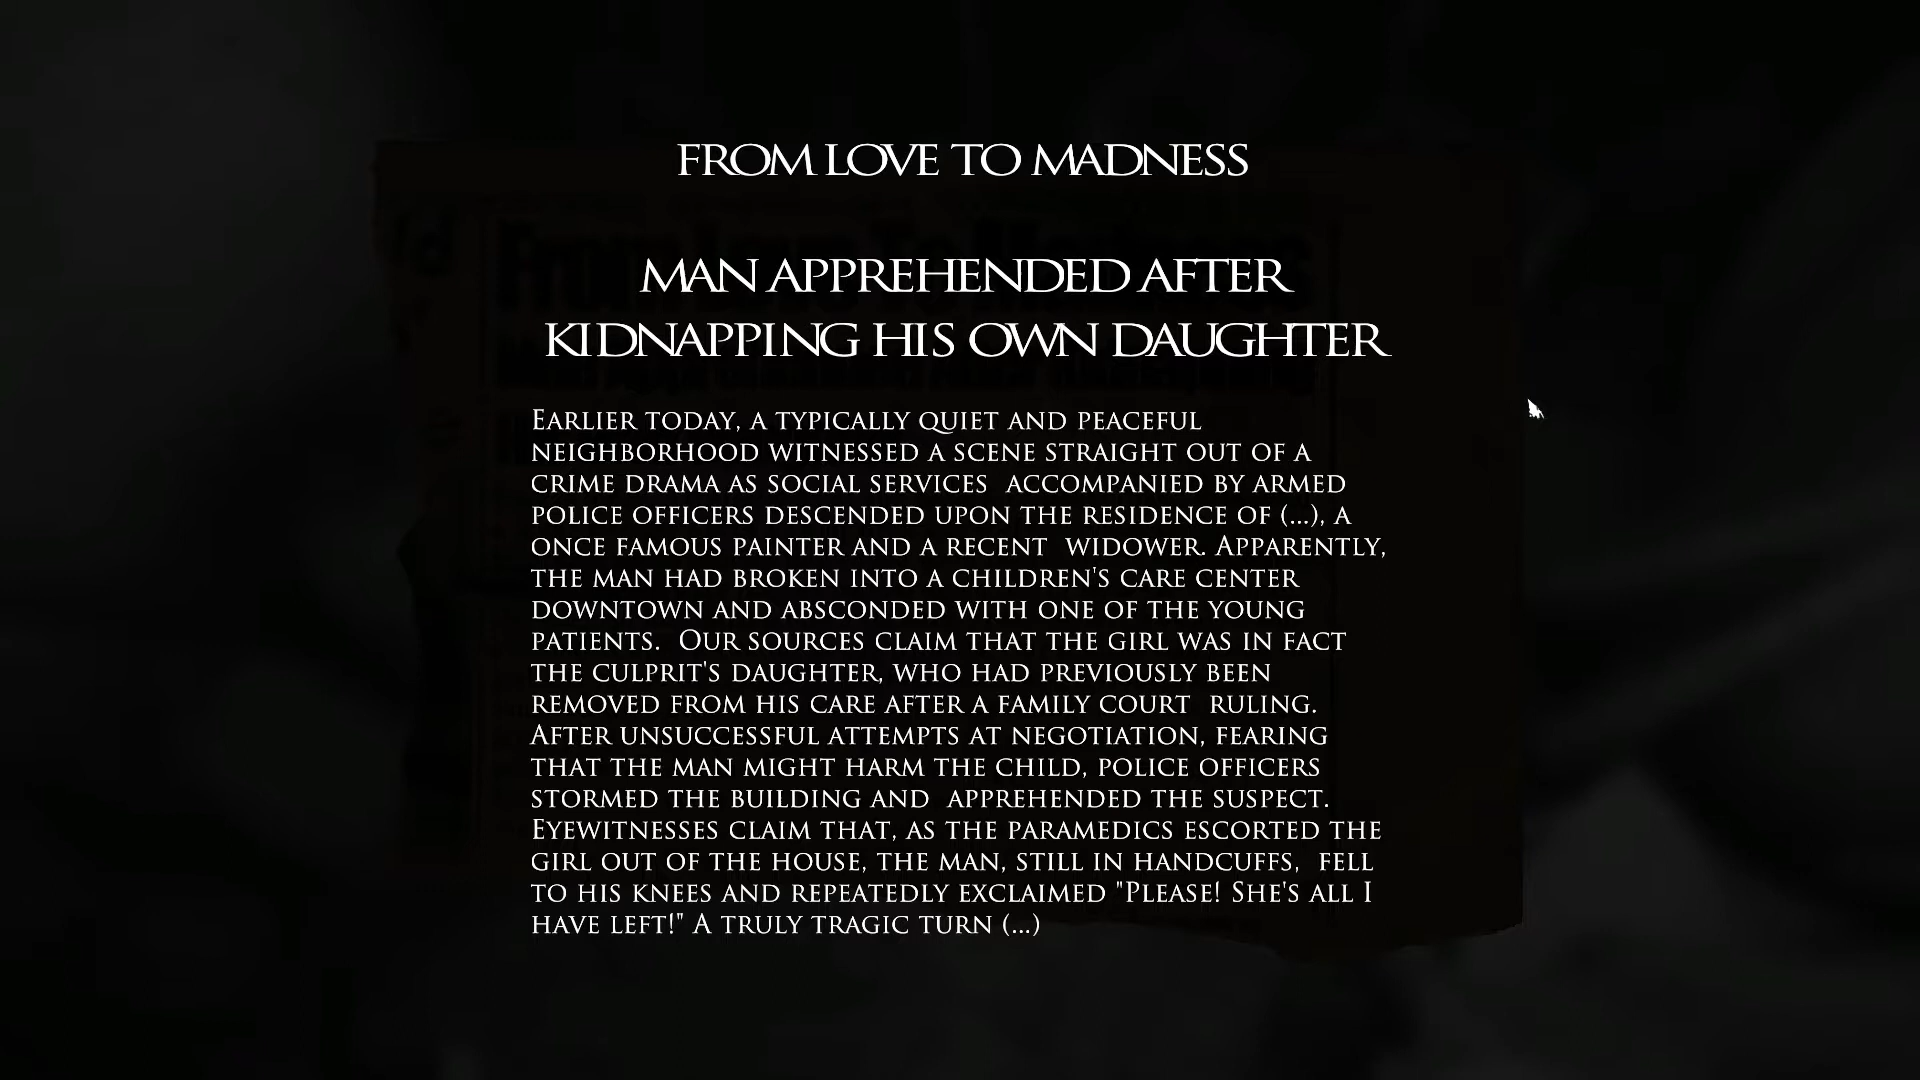 FROM LOVE TO MADNESS
MAN APPREHENDED AFTER
KIDNAPPING HIS OWN DAUGHTER
Earlier today, a typically quiet and peaceful
neighborhood witnessed a scene straight out of a
crime drama as social services  accompanied by armed
police officers descended upon the residence of (...), a
once famous painter and a recent  widower. Apparently,
the man had broken into a children's care center
downtown and absconded with one of the young
patients.  Our sources claim that the girl was in fact
the culprit's daughter, who had previously been
removed from his care after a family court  ruling.
After unsuccessful attempts at negotiation, fearing
that the man might harm the child, police officers
stormed the building and  apprehended the suspect.
Eyewitnesses claim that, as the paramedics escorted the
girl out of the house, the man, still in handcuffs,  fell
to his knees and repeatedly exclaimed "Please! She's all I
have left!" A truly tragic turn (...)